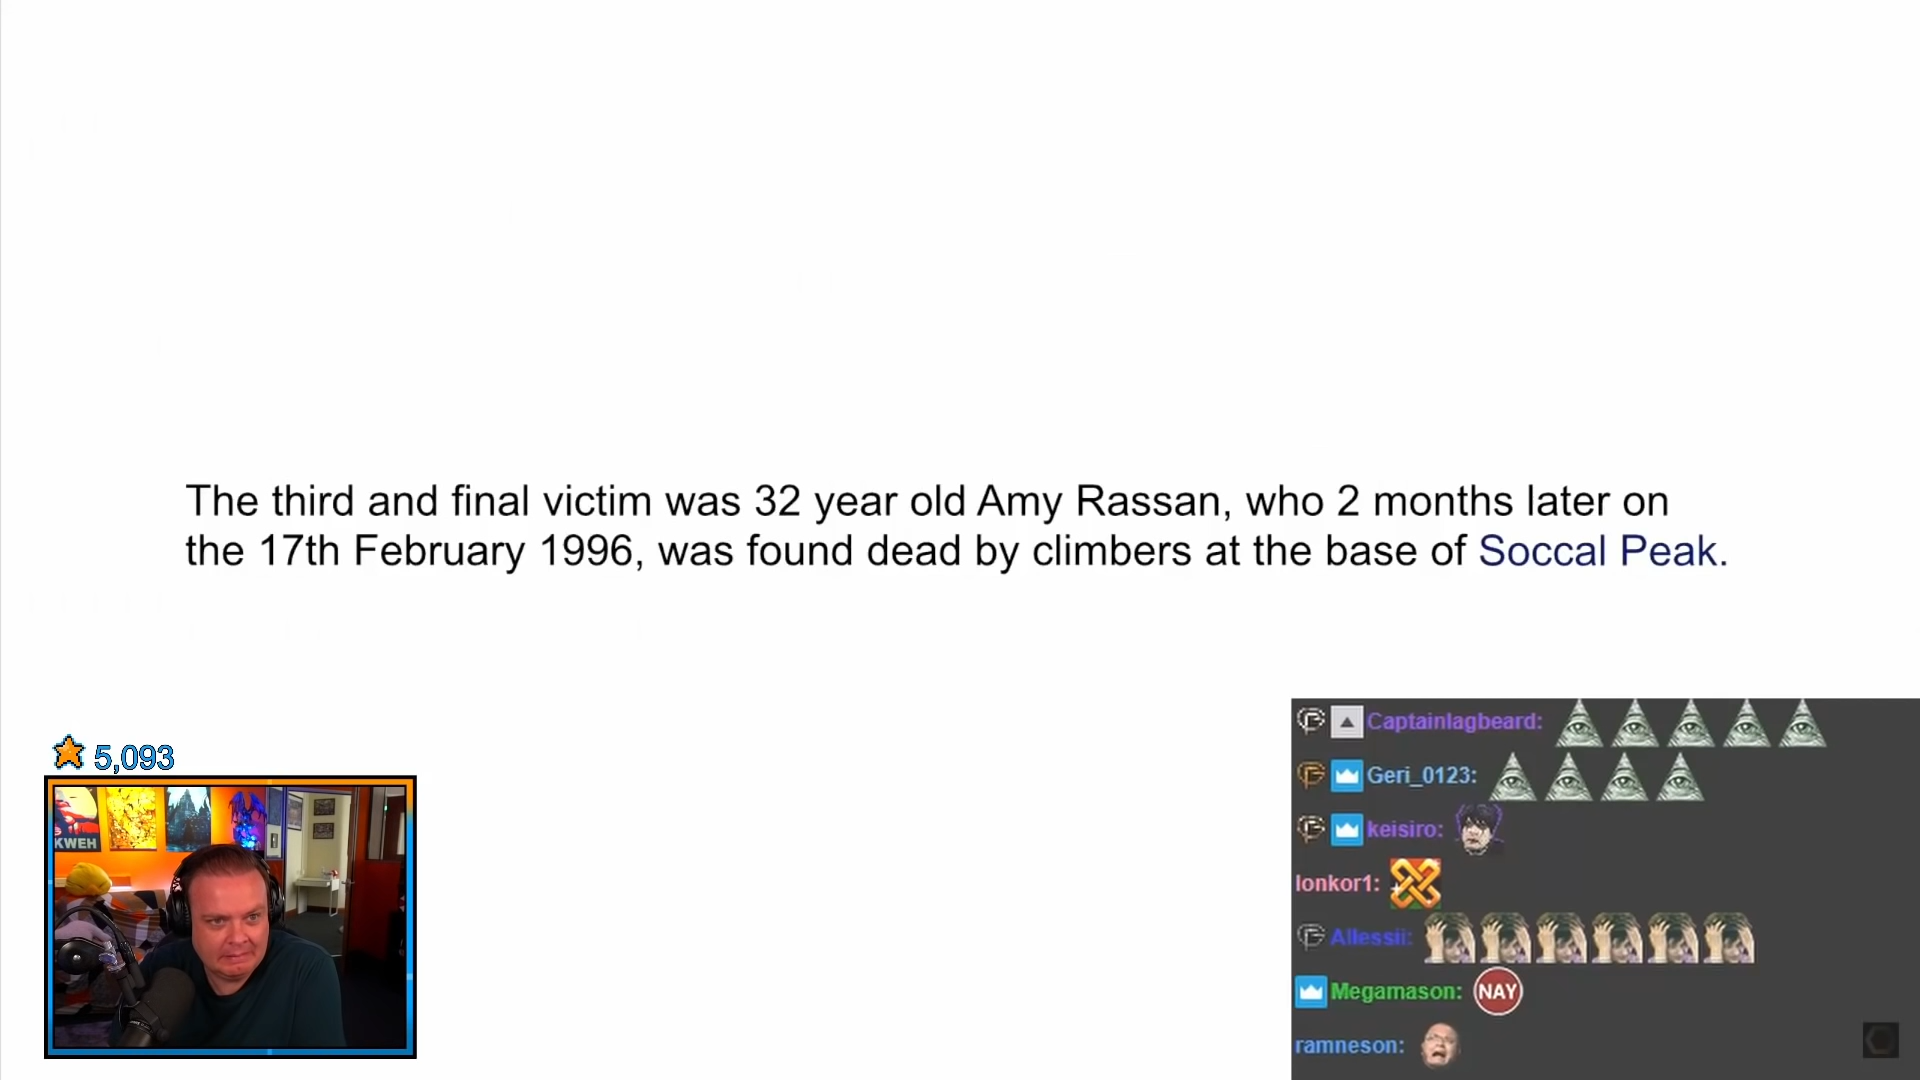 The third and final victim was 32 year old Amy Rassan, who 2 months later on
the 17th February 1996, was found dead by climbers at the base of Soccal Peak.
5,093
KWEH
Captainlagbeard:
Geri_0123:
keisiro:
lonkor1:
Allessii:
Megamason: NAY
ramneson: